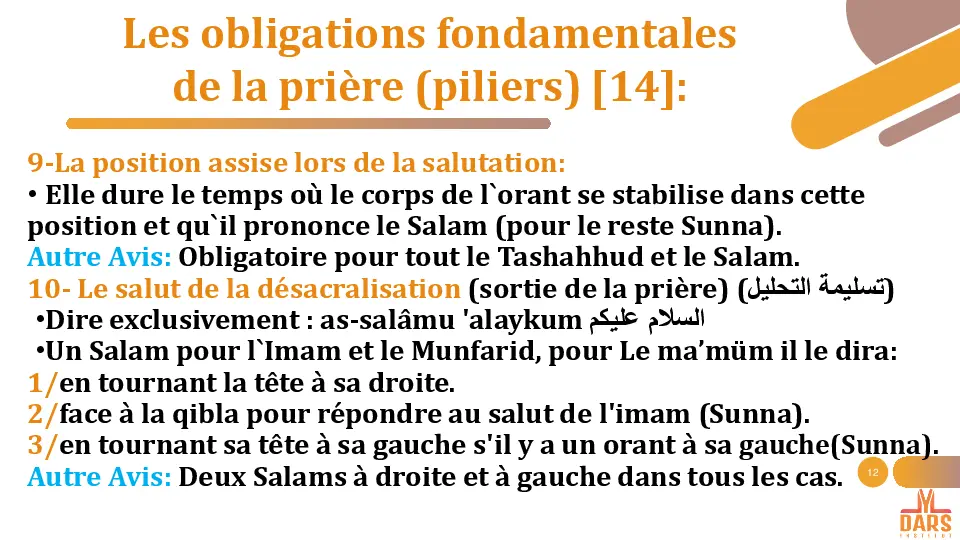 Les obligations fondamentales
de la prière (piliers) [14]:
9-La position assise lors de la salutation:
• Elle dure le temps où le corps de l`orant se stabilise dans cette
position et qu`il prononce le Salam (pour le reste Sunna).
Autre Avis: Obligatoire pour tout le Tashahhud et le Salam.
10- Le salut de la désacralisation (sortie de la prière) (تسليمة التحليل)
•Dire exclusivement : as-salâmu 'alaykum السلام عليكم
•Un Salam pour l`Imam et le Munfarid, pour Le ma’müm il le dira:
1/en tournant la tête à sa droite.
2/face à la qibla pour répondre au salut de l'imam (Sunna).
3/en tournant sa tête à sa gauche s'il y a un orant à sa gauche(Sunna).
Autre Avis: Deux Salams à droite et à gauche dans tous les cas.
12
DARS
INSTITUT